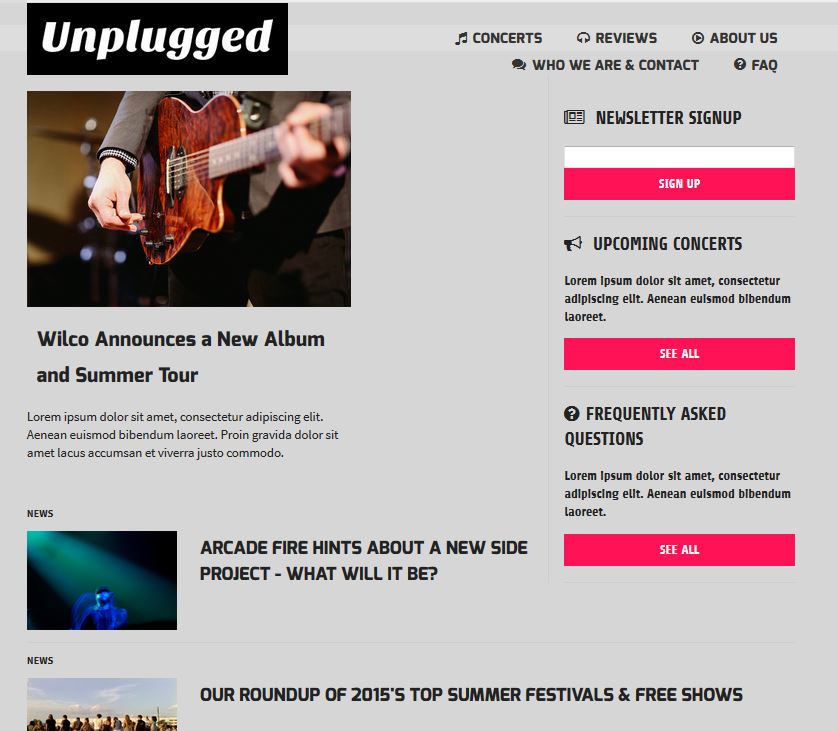 Unplugged
CONCERTS
REVIEWS
ABOUT US
WHO WE ARE & CONTACT
FAQ
Wilco Announces a New Album
and Summer Tour
Lorem ipsum dolor sit amet, consectetur adipiscing elit.
Aenean euismod bibendum laoreet. Proin gravida dolor sit
amet lacus accumsan et viverra justo commodo.
NEWS
ARCADE FIRE HINTS ABOUT A NEW SIDE
PROJECT - WHAT WILL IT BE?
NEWS
OUR ROUNDUP OF 2015'S TOP SUMMER FESTIVALS & FREE SHOWS
NEWSLETTER SIGNUP
SIGN UP
UPCOMING CONCERTS
Lorem ipsum dolor sit amet, consectetur
adipiscing elit. Aenean euismod bibendum
laoreet.
SEE ALL
FREQUENTLY ASKED
QUESTIONS
Lorem ipsum dolor sit amet, consectetur
adipiscing elit. Aenean euismod bibendum
laoreet.
SEE ALL